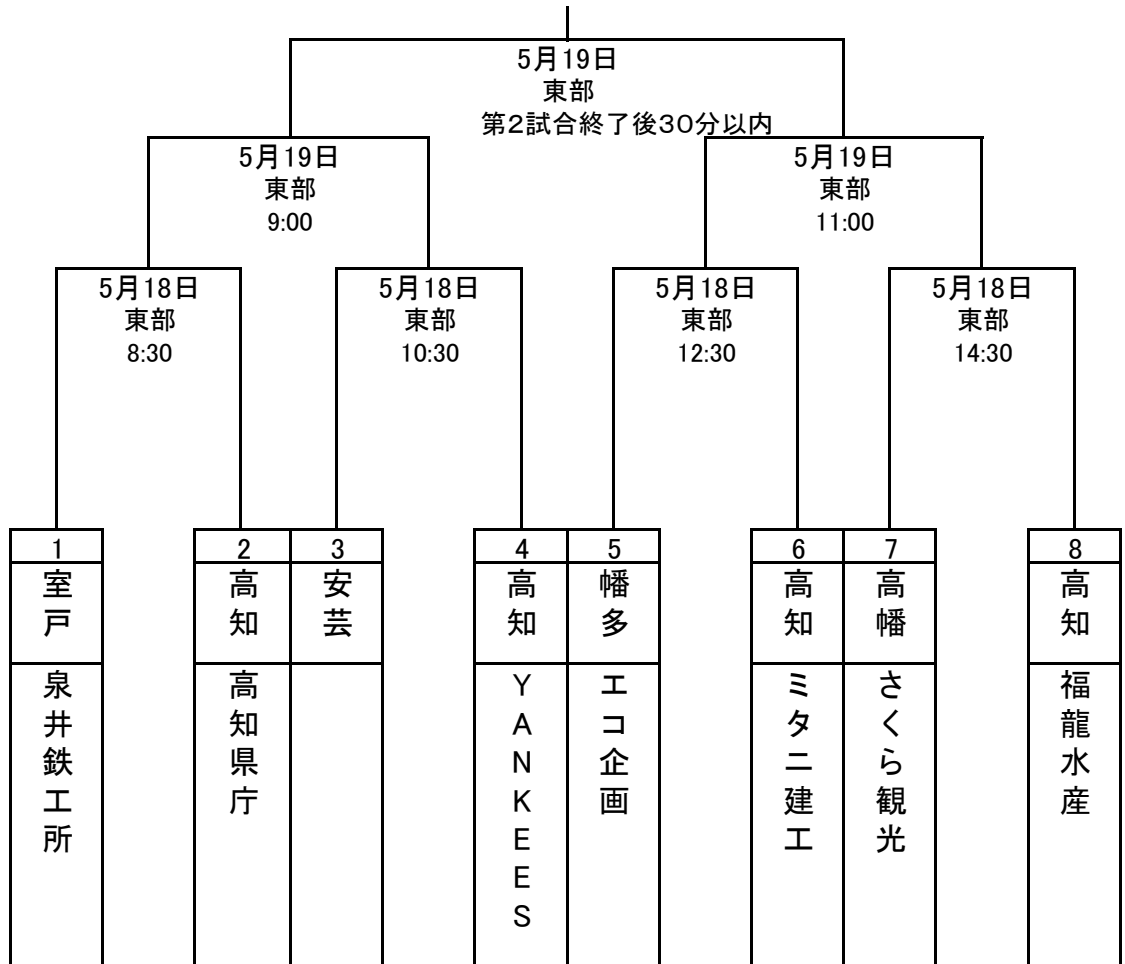 5月19日
東部
第2試合終了後30分以内
5月19日
東部
9:00
5月19日
東部
11:00
5月18日
東部
8:30
5月18日
東部
10:30
5月18日
東部
12:30
5月18日
東部
14:30
1
室戸
泉井鉄工所
2
高知
高知県庁
3
安芸
4
高知
YANKEES
5
幡多
エコ企画
6
高知
ミタニ建工
7
高幡
さくら観光
8
高知
福龍水産